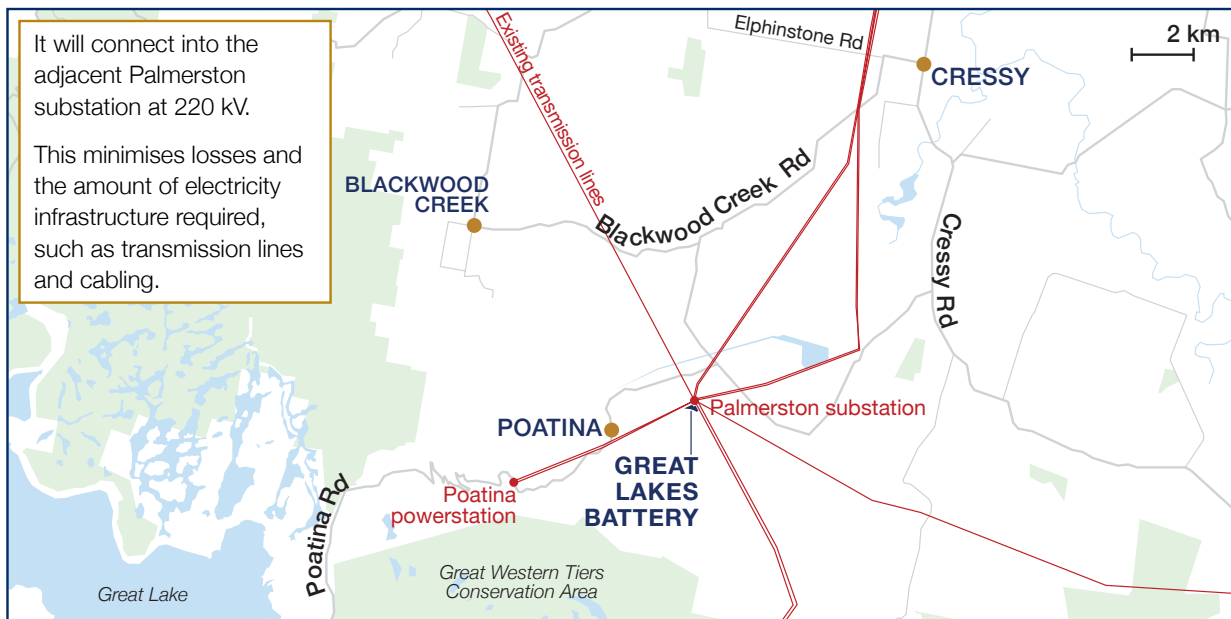 It will connect into the
adjacent Palmerston
substation at 220 kV.
This minimises losses and
the amount of electricity
infrastructure required,
such as transmission lines
and cabling.
Existing transmission lines
Elphinstone Rd
2 km
CRESSY
BLACKWOOD
CREEK
Blackwood Creek Rd
Cressy Rd
POATINA
Palmerston substation
GREAT
LAKES
BATTERY
Poatina
powerstation
Poatina Rd
Great Lake
Great Western Tiers
Conservation Area